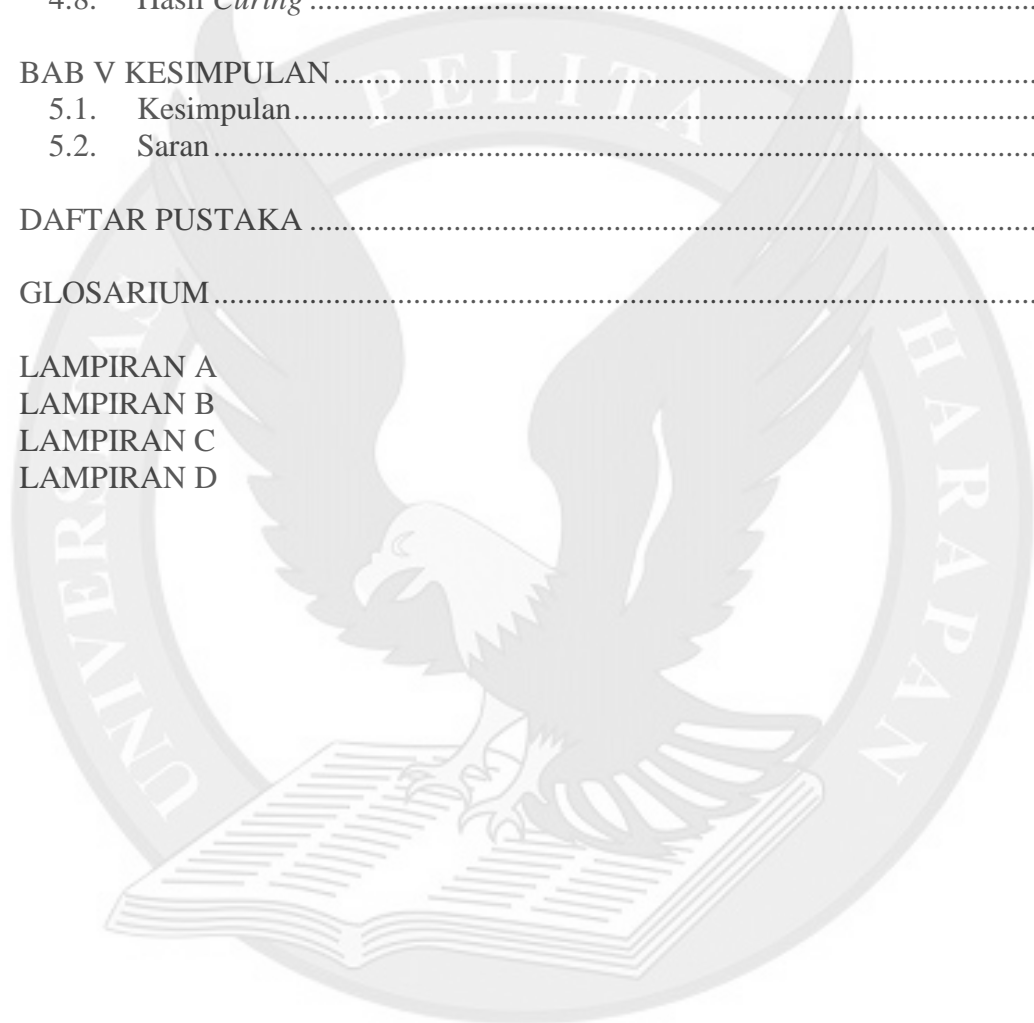 4.8. Hasil Curing ........................................................................
BAB V KESIMPULAN........................................................................
5.1. Kesimpulan........................................................................
5.2. Saran........................................................................
DAFTAR PUSTAKA ........................................................................
GLOSARIUM........................................................................
LAMPIRAN A
LAMPIRAN B
LAMPIRAN C
LAMPIRAN D
UNIVERSITAS PELITA HARAPAN